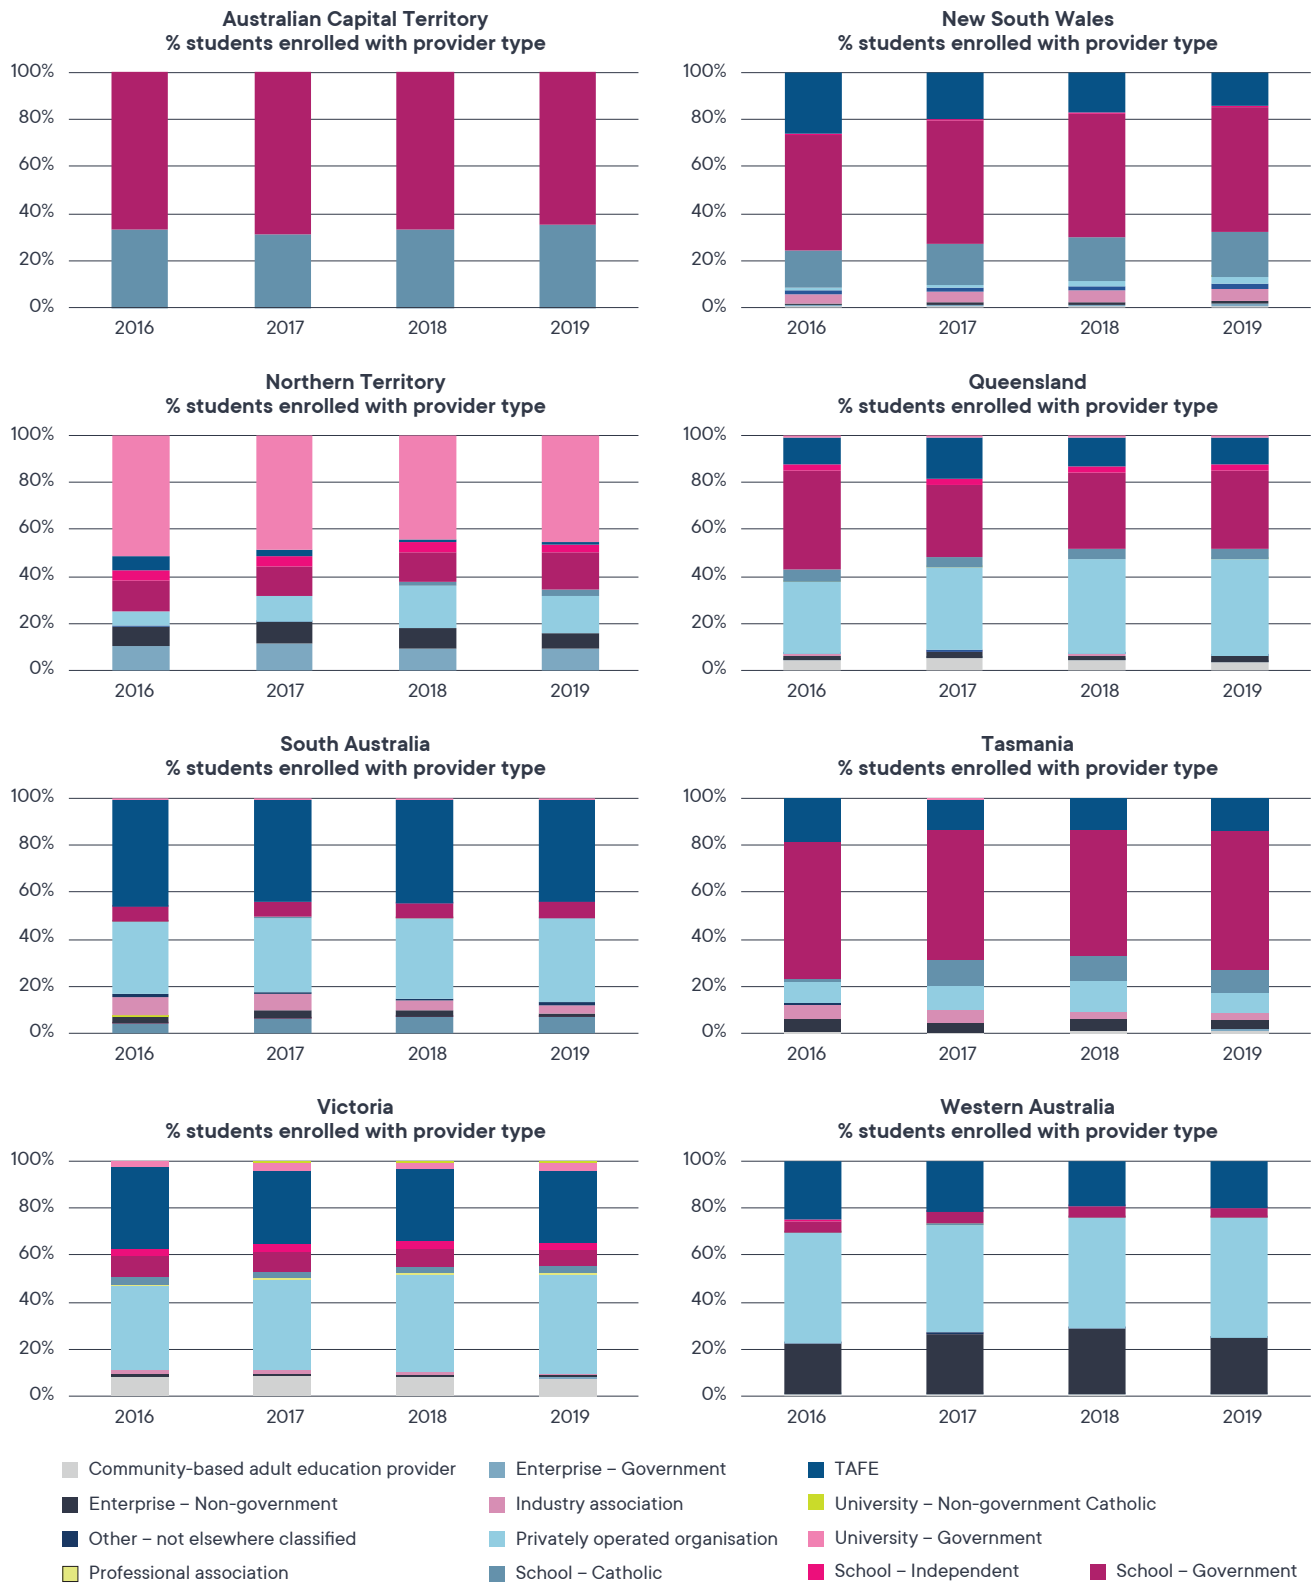 Australian Capital Territory
% students enrolled with provider type
100%
80%
60%
40%
20%
0%
2016 2017 2018 2019
New South Wales
% students enrolled with provider type
100%
80%
60%
40%
20%
0%
2016 2017 2018 2019
Northern Territory
% students enrolled with provider type
100%
80%
60%
40%
20%
0%
2016 2017 2018 2019
Queensland
% students enrolled with provider type
100%
80%
60%
40%
20%
0%
2016 2017 2018 2019
South Australia
% students enrolled with provider type
100%
80%
60%
40%
20%
0%
2016 2017 2018 2019
Tasmania
% students enrolled with provider type
100%
80%
60%
40%
20%
0%
2016 2017 2018 2019
Victoria
% students enrolled with provider type
100%
80%
60%
40%
20%
0%
2016 2017 2018 2019
Western Australia
% students enrolled with provider type
100%
80%
60%
40%
20%
0%
2016 2017 2018 2019
Community-based adult education provider
Enterprise – Government
TAFE
Enterprise – Non-government
Industry association
University – Non-government Catholic
Other – not elsewhere classified
Privately operated organisation
University – Government
Professional association
School – Catholic
School – Independent
School – Government